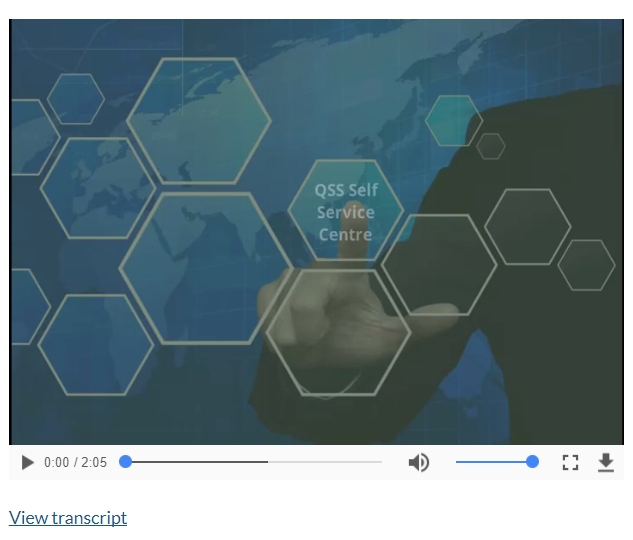 QSS Self
Service
Centre
0:00 / 2:05
View transcript